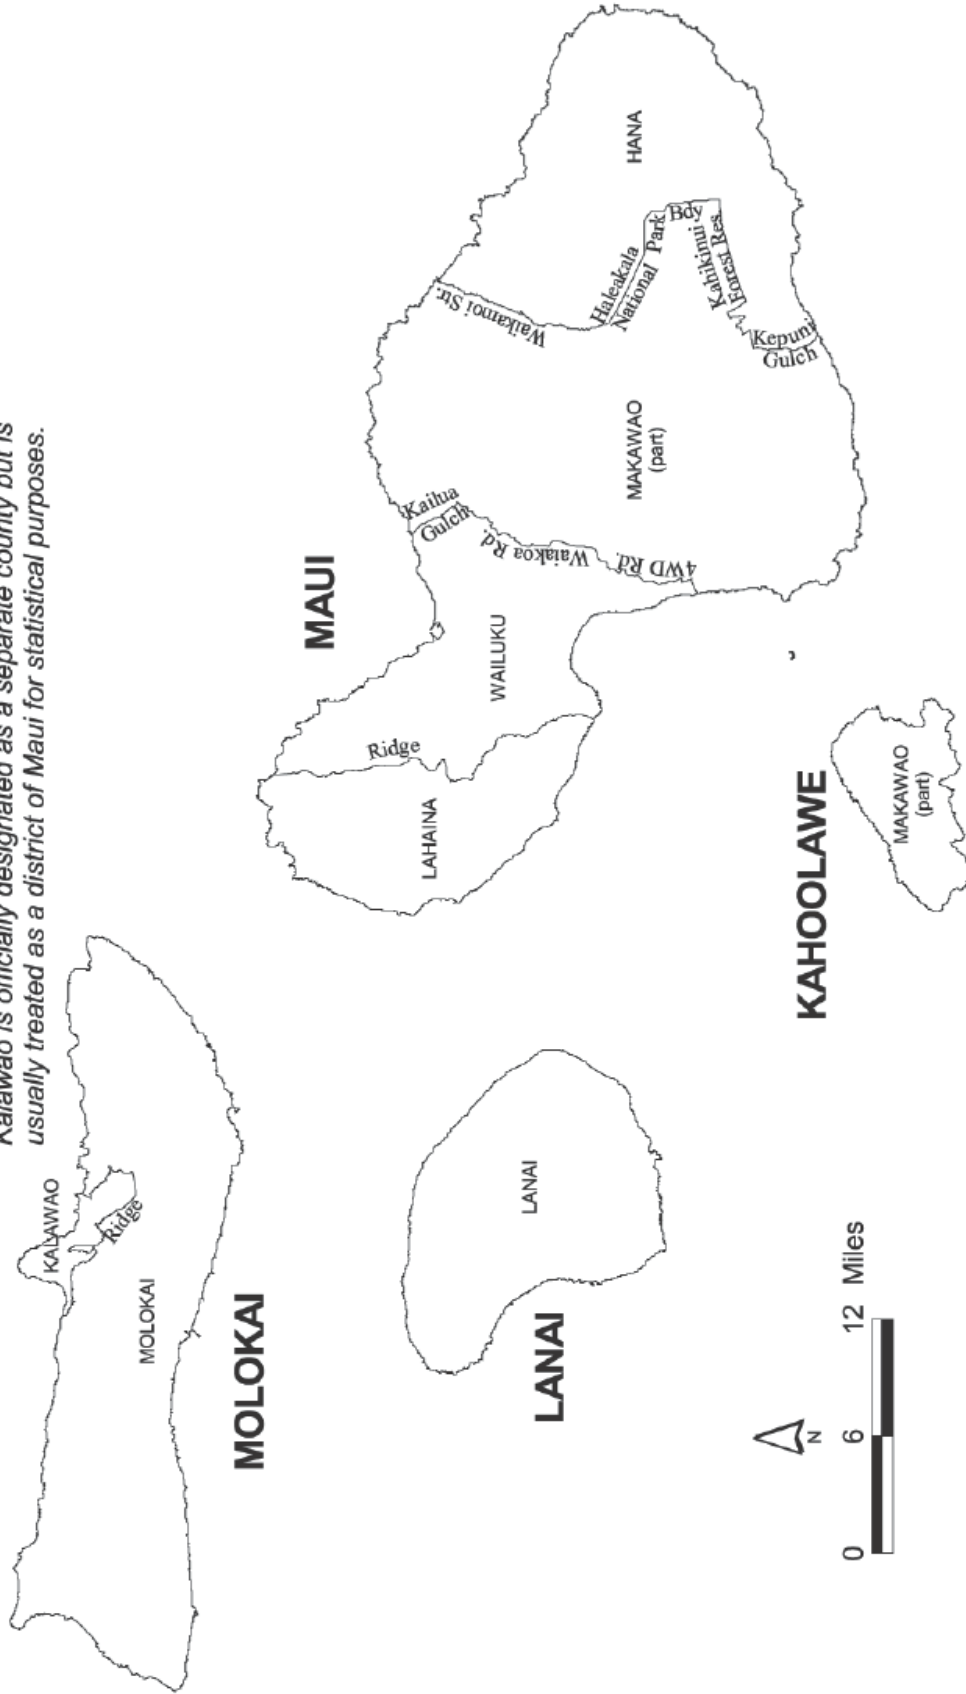 Kalawao is officially designated as a separate county but is
usually treated as a district of Maui for statistical purposes.
KALAWAO
Ridge
MOLOKAI
MOLOKAI
LANAI
LANAI
MAUI
LAHAINA
Ridge
WAILUKU
Kailua
Gulch
Waiakoa Rd.
4WD Rd.
MAKAWAO
(part)
Waikamoi Str.
Haleakala
National Park
Bdy
Kahikinui
Forest Res.
Kepuni
Gulch
HANA
KAHOOLAWE
MAKAWAO
(part)
N
0 6 12 Miles